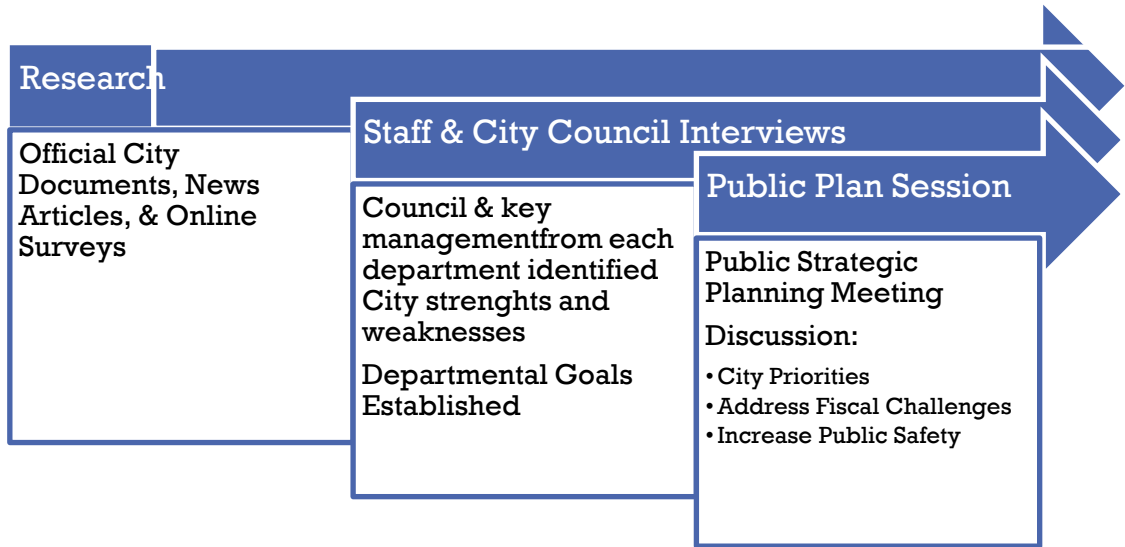 Research
Official City
Documents, News
Articles, & Online
Surveys
Staff & City Council Interviews
Council & key
managementfrom each
department identified
City strenghts and
weaknesses
Departmental Goals
Established
Public Plan Session
Public Strategic
Planning Meeting
Discussion:
• City Priorities
• Address Fiscal Challenges
• Increase Public Safety